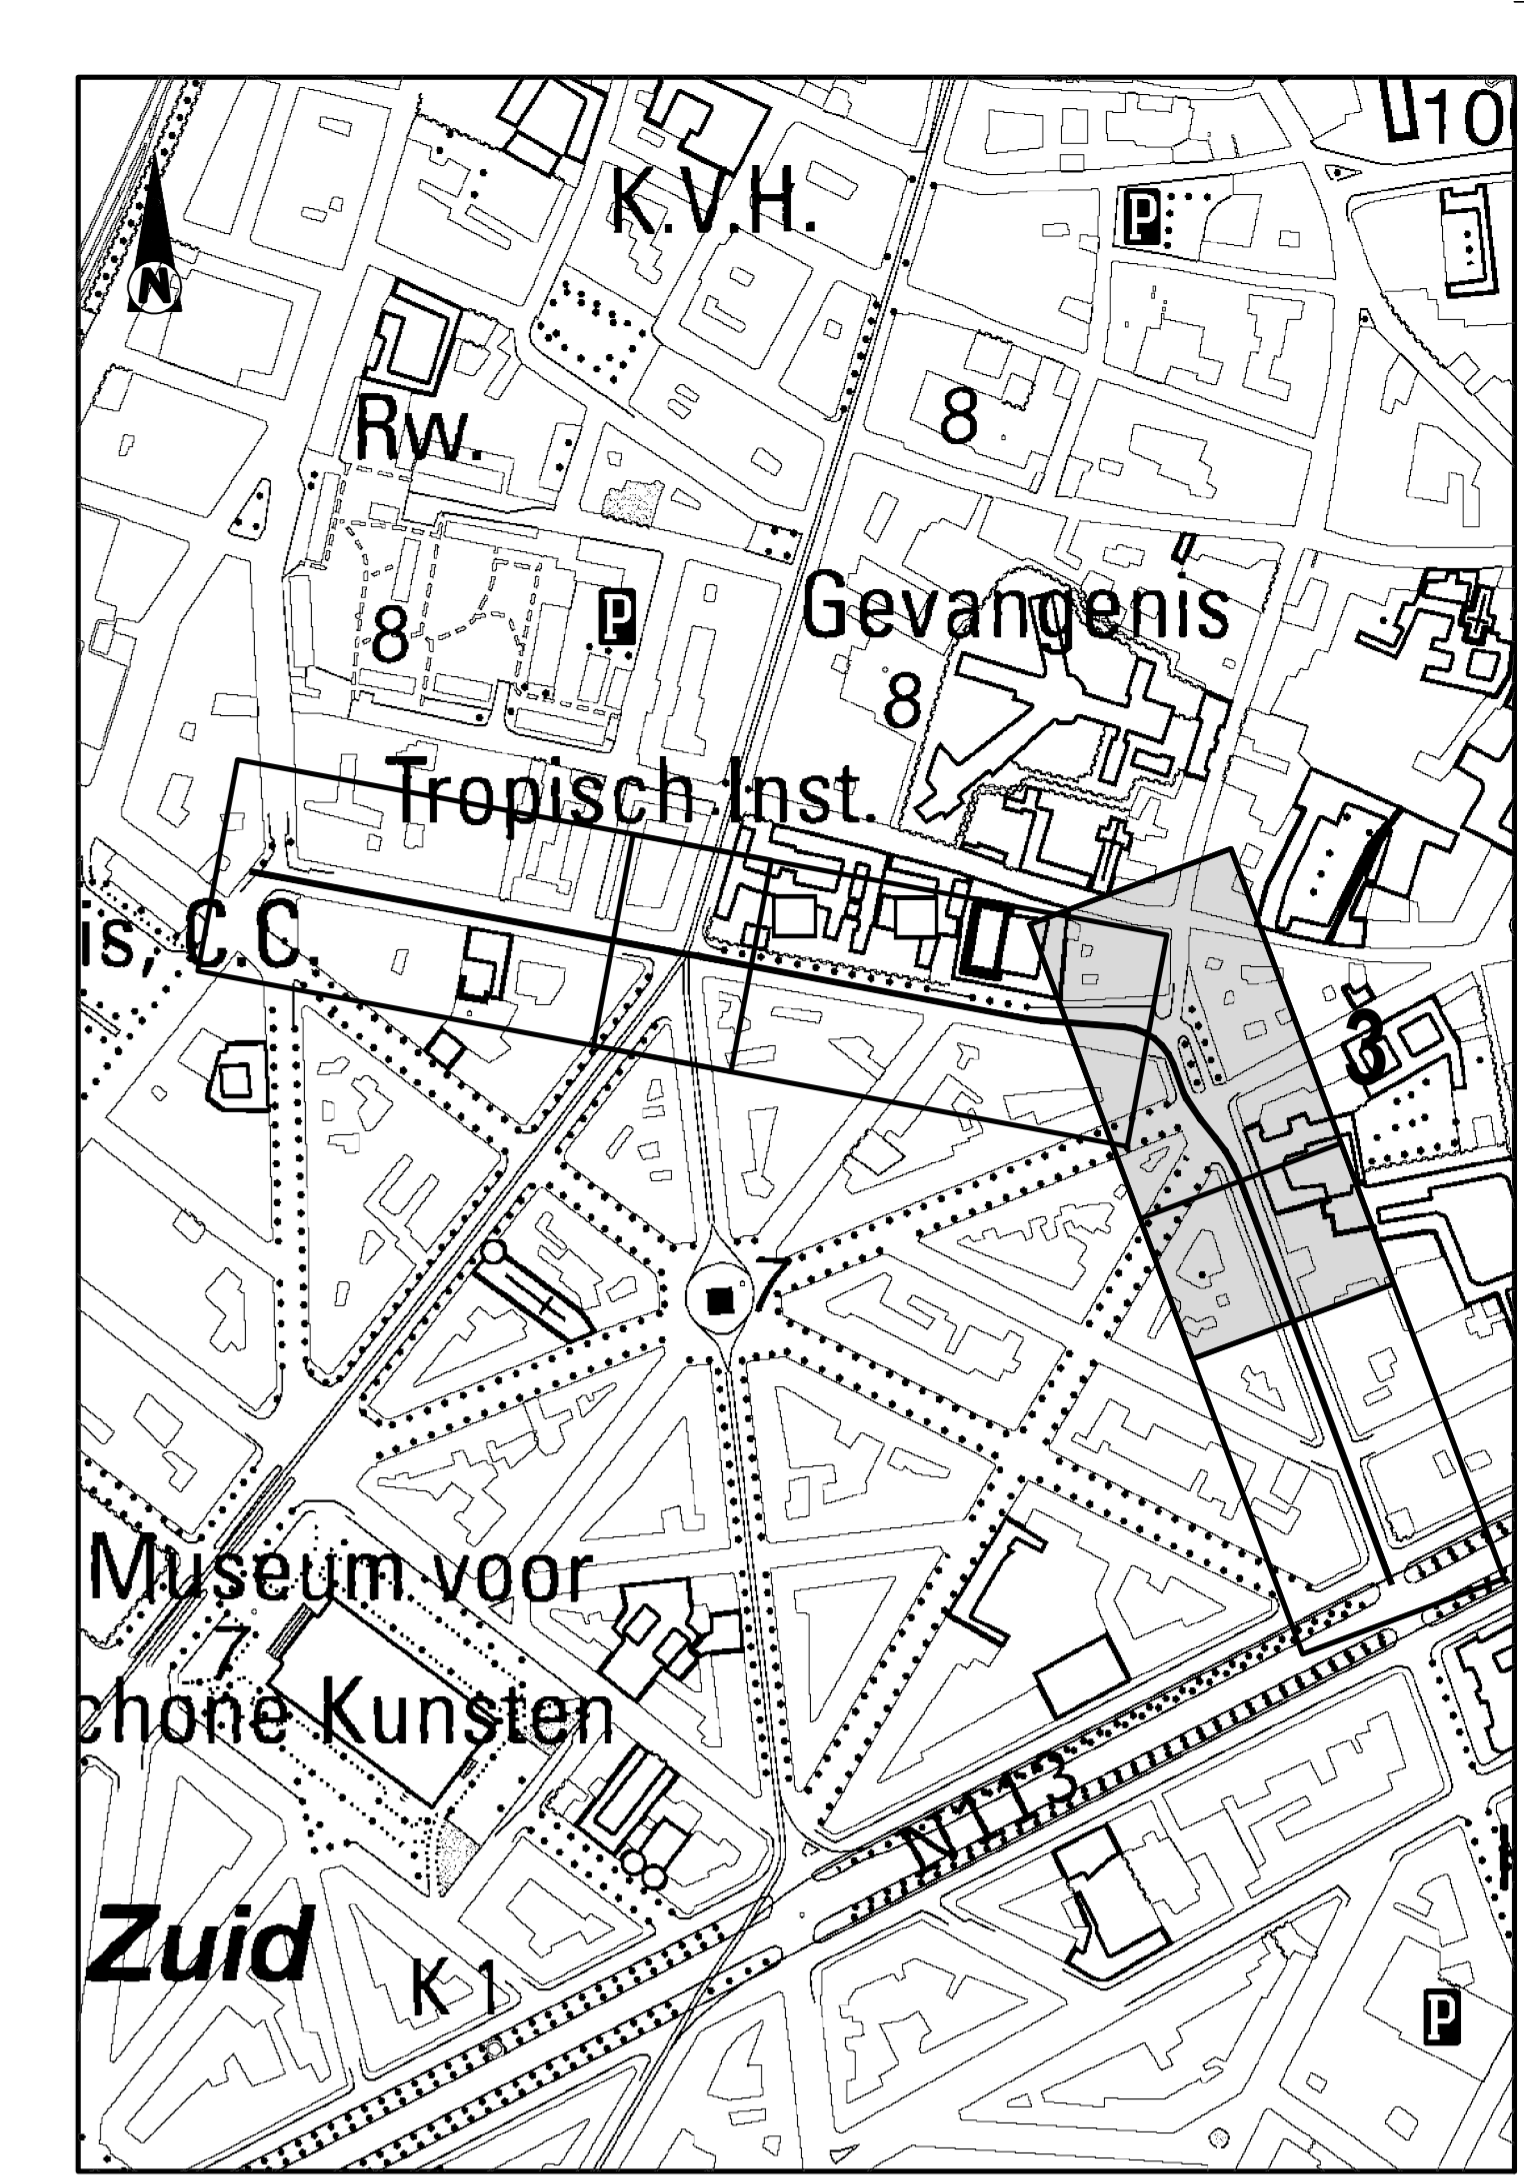 10
K.V.H.
P
N
8
Rw.
Gevangenis
P
8
8
Tropisch Inst.
is, C.C.
3
7
Museum voor
7
chone Kunsten
N113
Zuid
K 1
P